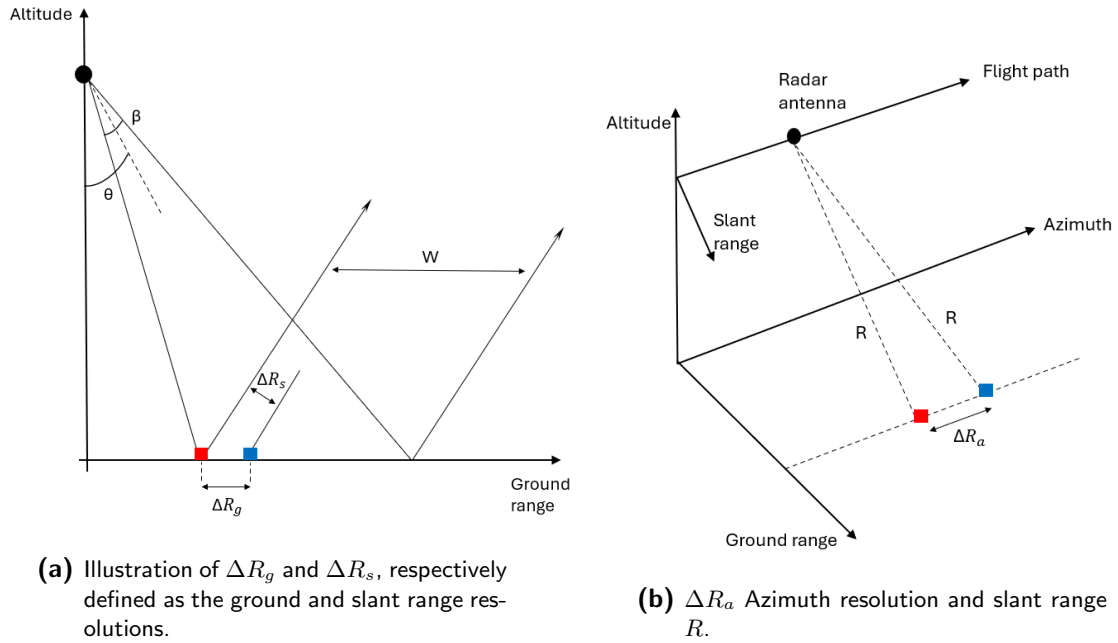 Altitude
β
θ
W
ΔR_s
Ground
range
ΔR_g
(a) Illustration of ΔR_g and ΔR_s, respectively
defined as the ground and slant range res-
olutions.
Flight path
Radar
antenna
Altitude
Slant
range
Azimuth
R
R
ΔR_a
Ground range
(b) ΔR_a Azimuth resolution and slant range
R.